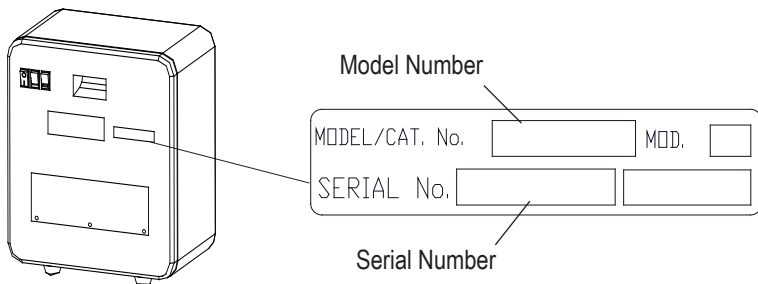 Model Number
MODEL/CAT. No. MOD.
SERIAL No.
Serial Number